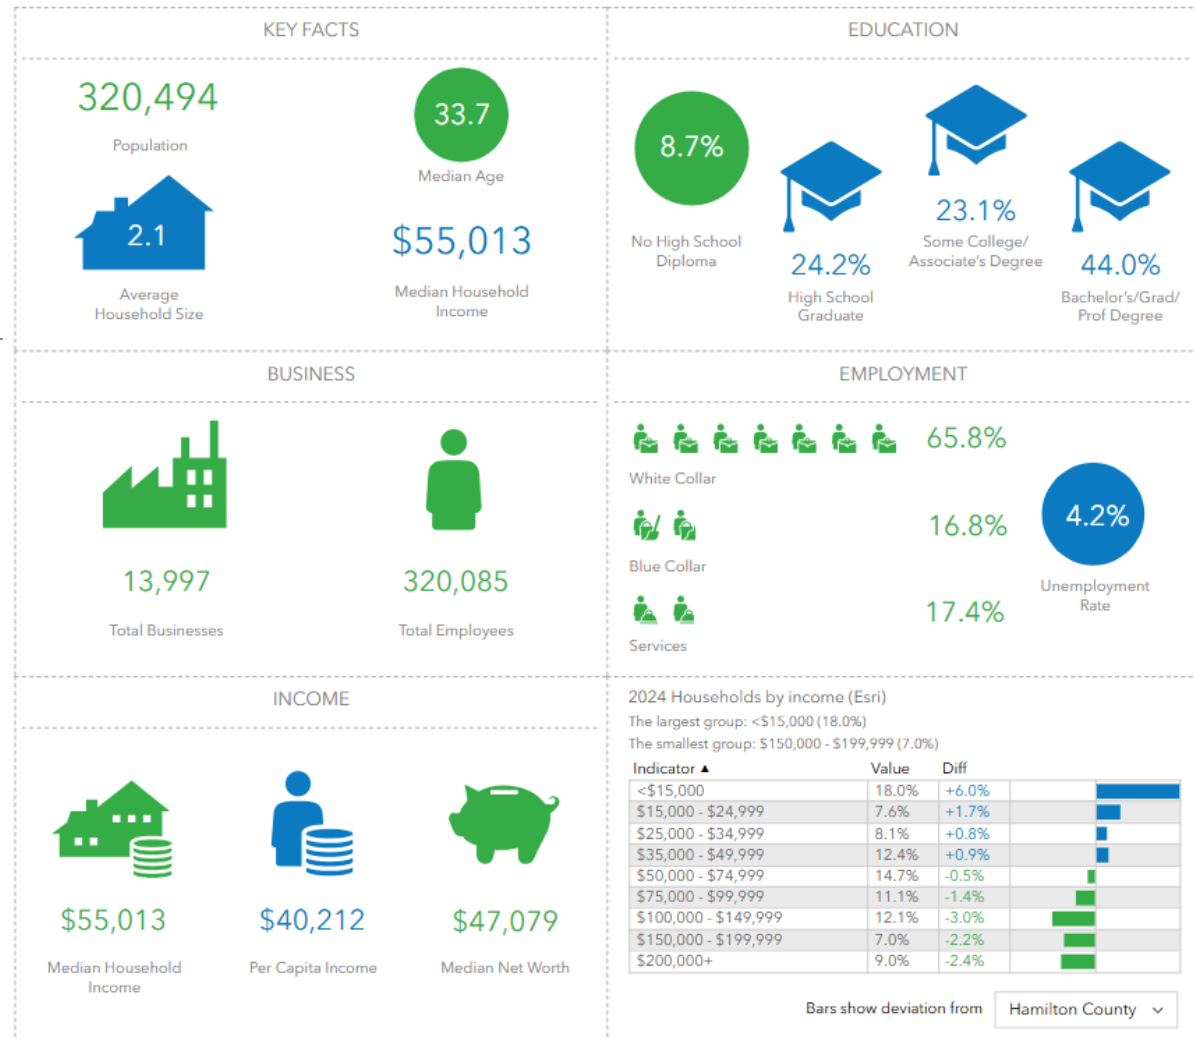 KEY FACTS
320,494
Population
33.7
Median Age
2.1
Average
Household Size
$55,013
Median Household
Income
EDUCATION
8.7%
No High School
Diploma
24.2%
High School
Graduate
23.1%
Some College/
Associate's Degree
44.0%
Bachelor's/Grad/
Prof Degree
BUSINESS
13,997
Total Businesses
320,085
Total Employees
EMPLOYMENT
65.8%
White Collar
16.8%
Blue Collar
17.4%
Services
4.2%
Unemployment
Rate
INCOME
$55,013
Median Household
Income
$40,212
Per Capita Income
$47,079
Median Net Worth
2024 Households by income (Esri)
The largest group: <$15,000 (18.0%)
The smallest group: $150,000 - $199,999 (7.0%)
Indicator ▲ Value Diff
<$15,000 18.0% +6.0%
$15,000 - $24,999 7.6% +1.7%
$25,000 - $34,999 8.1% +0.8%
$35,000 - $49,999 12.4% +0.9%
$50,000 - $74,999 14.7% -0.5%
$75,000 - $99,999 11.1% -1.4%
$100,000 - $149,999 12.1% -3.0%
$150,000 - $199,999 7.0% -2.2%
$200,000+ 9.0% -2.4%
Bars show deviation from Hamilton County